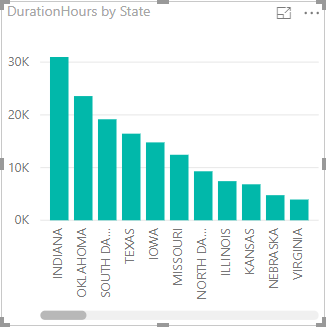 DurationHours by State
30K
20K
10K
0K
INDIANA
OKLAHOMA
SOUTH DA...
TEXAS
IOWA
MISSOURI
NORTH DA...
ILLINOIS
KANSAS
NEBRASKA
VIRGINIA